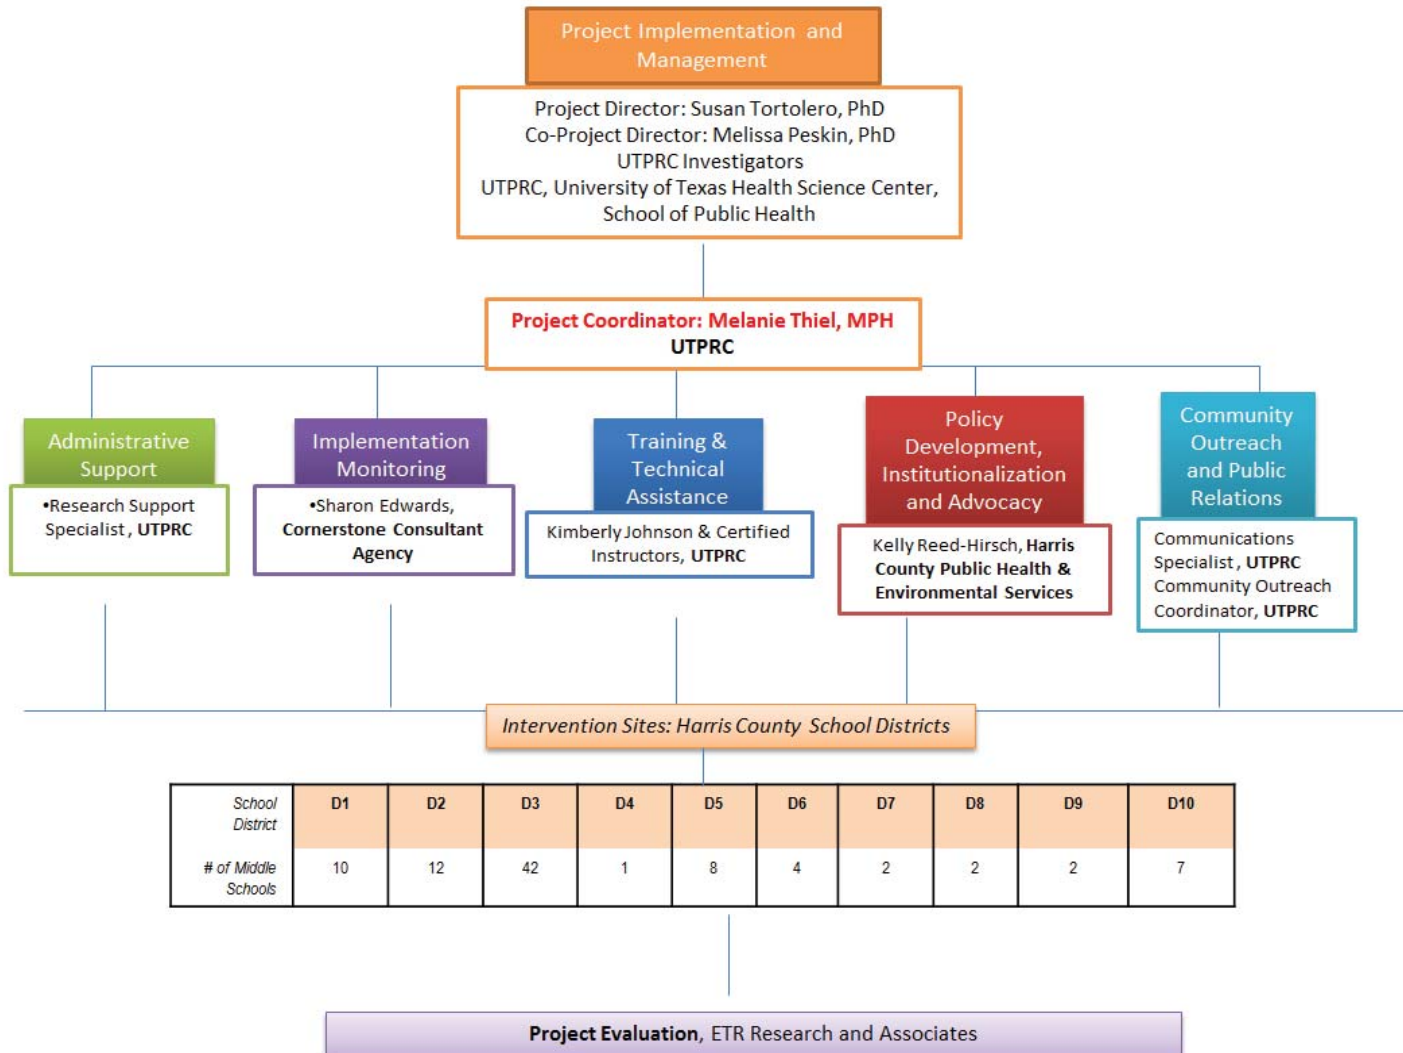 Project Implementation and
Management
Project Director: Susan Tortolero, PhD
Co-Project Director: Melissa Peskin, PhD
UTPRC Investigators
UTPRC, University of Texas Health Science Center,
School of Public Health
Project Coordinator: Melanie Thiel, MPH
UTPRC
Administrative
Support
•Research Support
Specialist , UTPRC
Implementation
Monitoring
•Sharon Edwards,
Cornerstone Consultant
Agency
Training &
Technical
Assistance
Kimberly Johnson & Certified
Instructors, UTPRC
Policy
Development,
Institutionalization
and Advocacy
Kelly Reed-Hirsch, Harris
County Public Health &
Environmental Services
Community
Outreach
and Public
Relations
Communications
Specialist , UTPRC
Community Outreach
Coordinator, UTPRC
Intervention Sites: Harris County School Districts
School
District
D1 D2 D3 D4 D5 D6 D7 D8 D9 D10
# of Middle
Schools
10 12 42 1 8 4 2 2 2 7
Project Evaluation, ETR Research and Associates